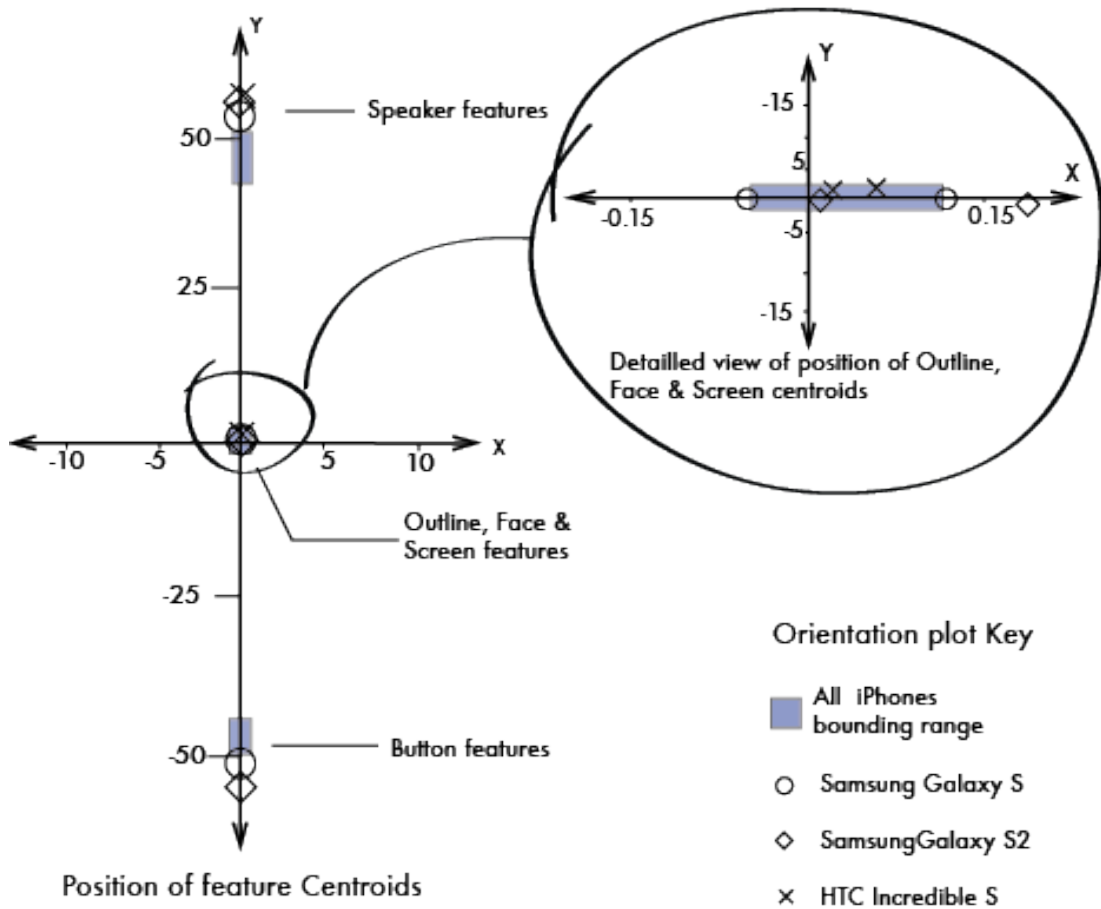 Y
Speaker features
50
25
-10
-5
5
10
X
Outline, Face &
Screen features
-25
-50
Button features
Position of feature Centroids
Y
-15
5
X
-0.15
0.15
-5
-15
Detailled view of position of Outline,
Face & Screen centroids
Orientation plot Key
All iPhones
bounding range
Samsung Galaxy S
SamsungGalaxy S2
HTC Incredible S